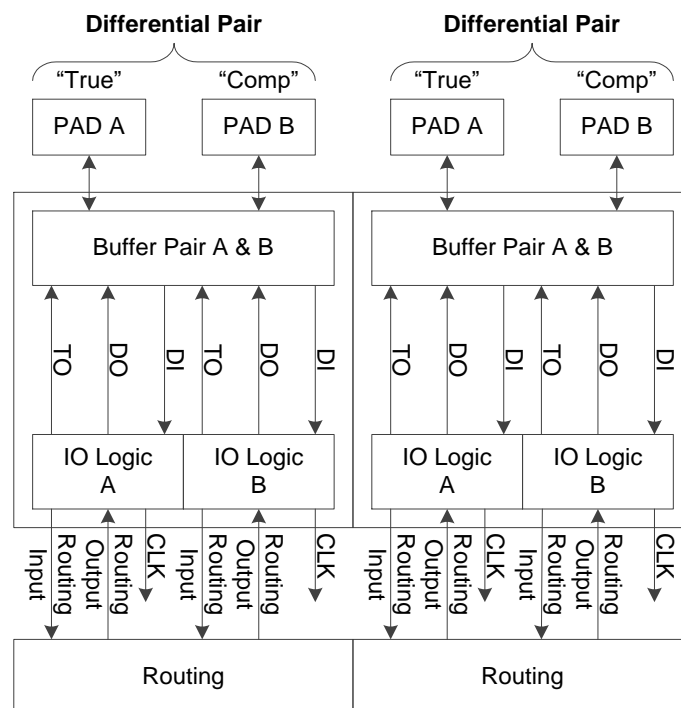 Differential Pair Differential Pair
“True” “Comp” “True” “Comp”
PAD A PAD B PAD A PAD B
Buffer Pair A & B Buffer Pair A & B
TO DO DI TO DO DI TO DO DI TO DO DI
IO Logic A IO Logic B IO Logic A IO Logic B
Routing Input Routing Output CLK Routing Input Routing Output CLK Routing Input Routing Output CLK Routing Input Routing Output CLK
Routing Routing